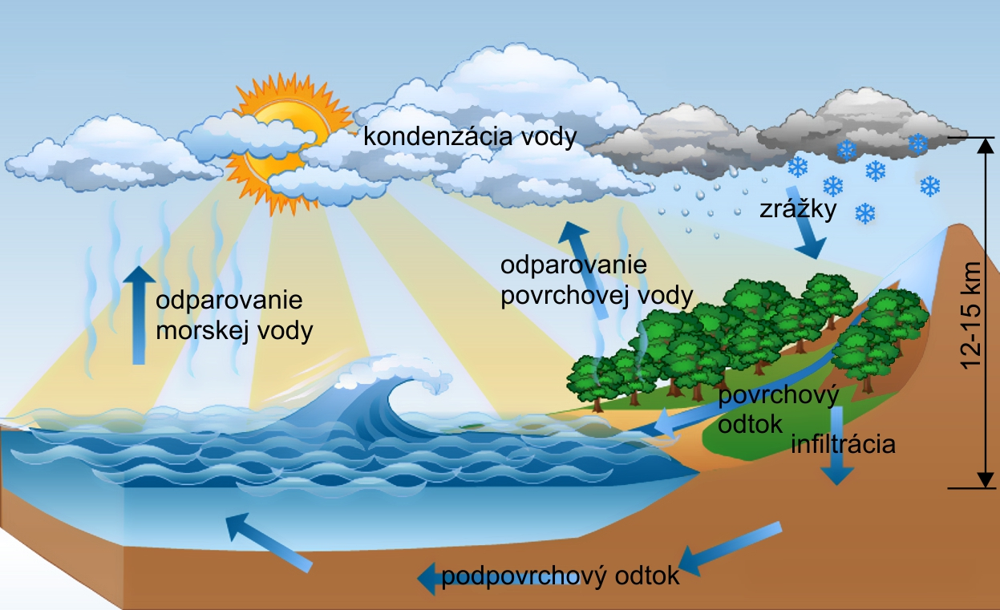 kondenzácia vody
zrážky
odparovanie
povrchovej vody
odparovanie
morskej vody
12-15 km
povrchový
odtok
infiltrácia
podpovrchový odtok